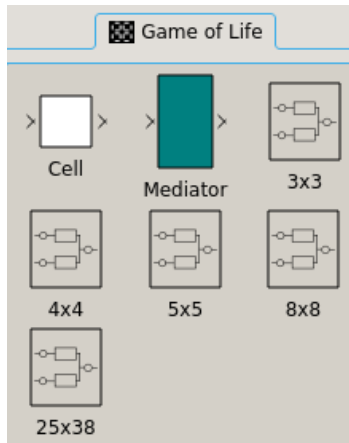 Game of Life
Cell
Mediator
3x3
4x4
5x5
8x8
25x38